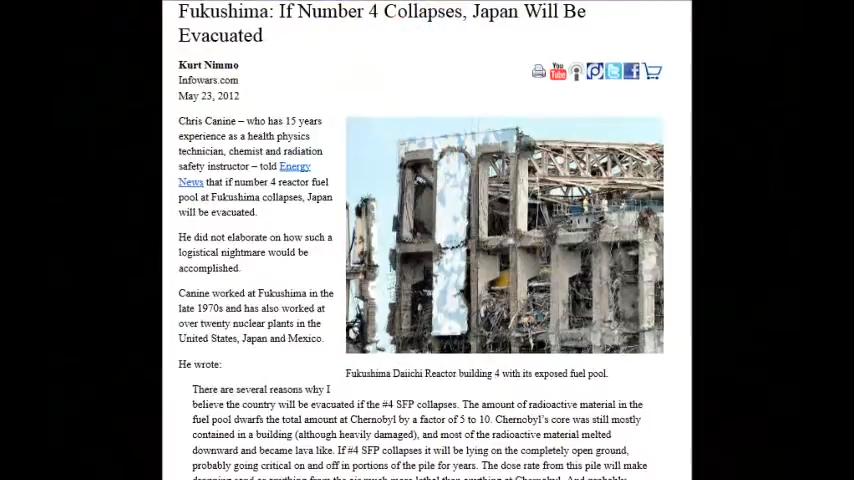 Fukushima: If Number 4 Collapses, Japan Will Be
Evacuated
Kurt Nimmo
Infowars.com
May 23, 2012
You
Tube
Chris Canine – who has 15 years
experience as a health physics
technician, chemist and radiation
safety instructor – told Energy
News that if number 4 reactor fuel
pool at Fukushima collapses, Japan
will be evacuated.
He did not elaborate on how such a
logistical nightmare would be
accomplished.
Canine worked at Fukushima in the
late 1970s and has also worked at
over twenty nuclear plants in the
United States, Japan and Mexico.
He wrote:
Fukushima Daiichi Reactor building 4 with its exposed fuel pool.
There are several reasons why I
believe the country will be evacuated if the #4 SFP collapses. The amount of radioactive material in the
fuel pool dwarfs the total amount at Chernobyl by a factor of 5 to 10. Chernobyl's core was still mostly
contained in a building (although heavily damaged), and most of the radioactive material melted
downward and became lava like. If #4 SFP collapses it will be lying on the completely open ground,
probably going critical on and off in portions of the pile for years. The dose rate from this pile will make